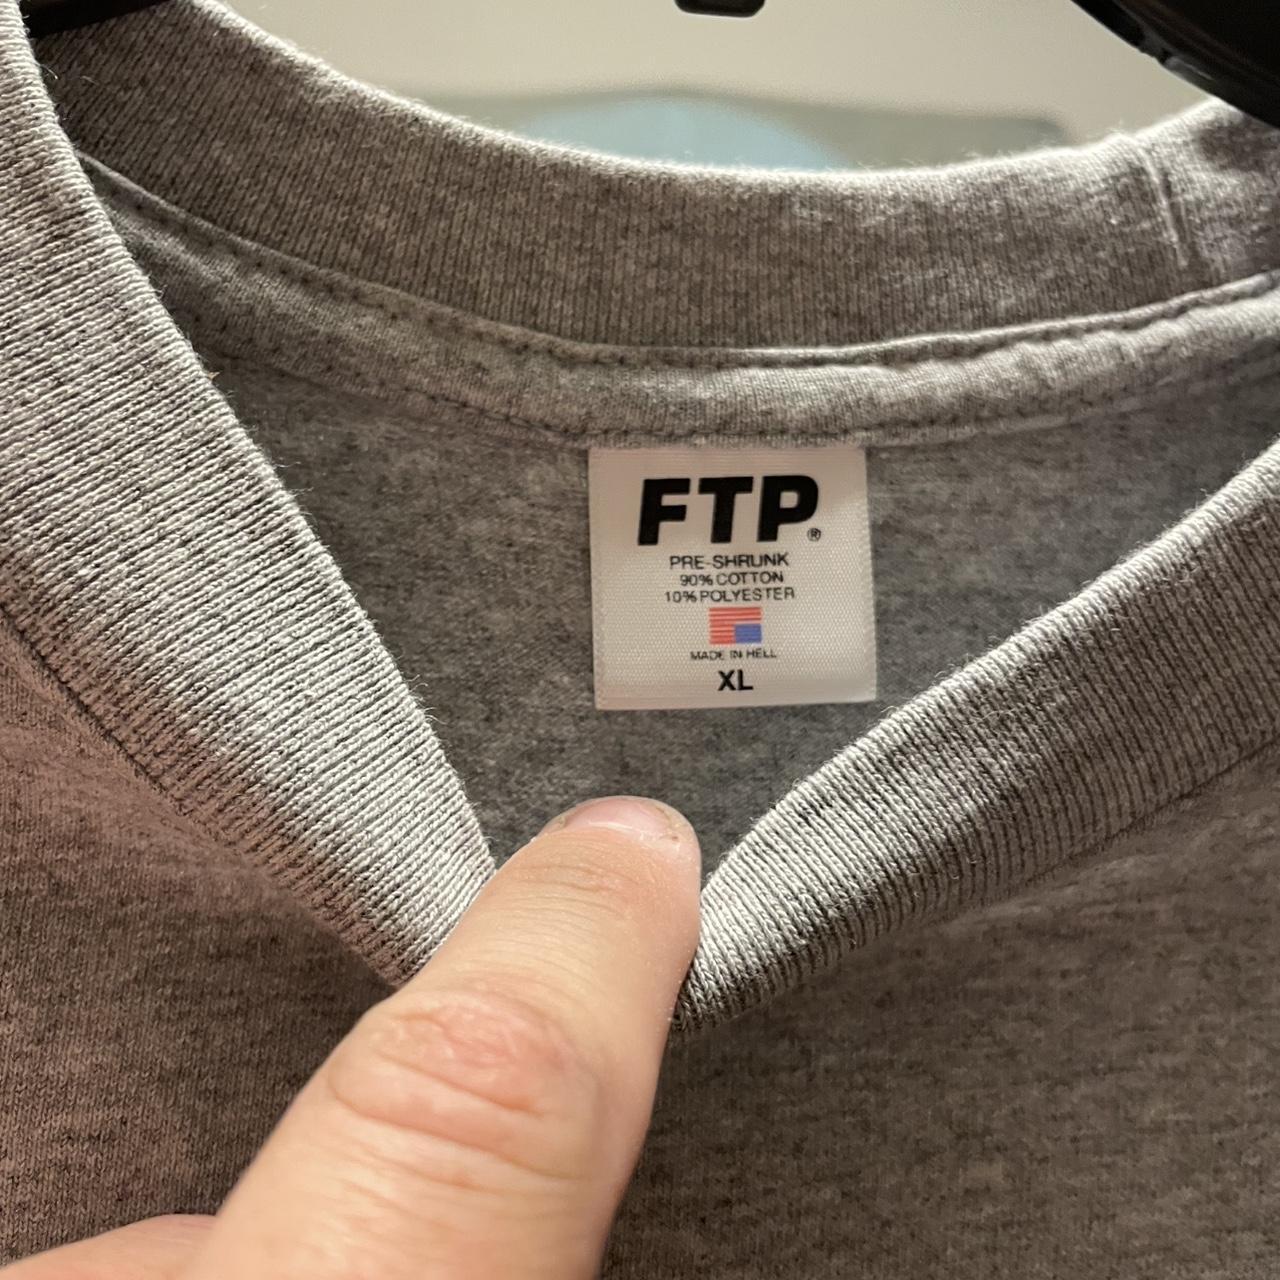 FTP®
PRE-SHRUNK
90% COTTON
10% POLYESTER
MADE IN HELL
XL